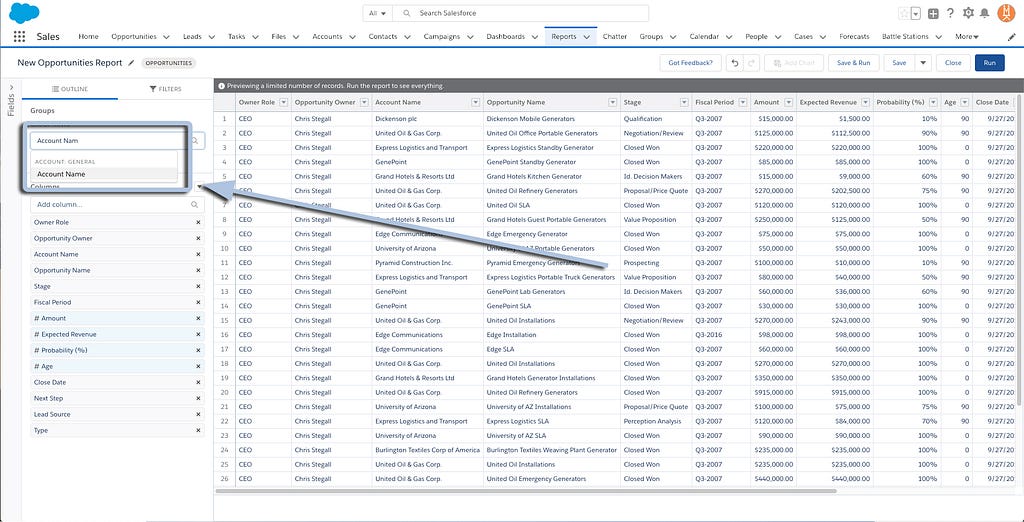 All
Search Salesforce
Sales Home Opportunities Leads Tasks Files Accounts Contacts Campaigns Dashboards Reports Chatter Groups Calendar People Cases Forecasts Battle Stations More
New Opportunities Report OPPORTUNITIES
Got Feedback? Add Chart Save & Run Save Close Run
Fields
OUTLINE FILTERS
Groups
Account Nam
ACCOUNT: GENERAL
Account Name
Columns
Add column...
Owner Role
Opportunity Owner
Account Name
Opportunity Name
Stage
Fiscal Period
# Amount
# Expected Revenue
# Probability (%)
# Age
Close Date
Next Step
Lead Source
Type
Previewing a limited number of records. Run the report to see everything.
Owner Role Opportunity Owner Account Name Opportunity Name Stage Fiscal Period Amount Expected Revenue Probability (%) Age Close Date
1 CEO Chris Stegall Dickenson plc Dickenson Mobile Generators Qualification Q3-2007 $15,000.00 $1,500.00 10% 90 9/27/20
2 CEO Chris Stegall United Oil & Gas Corp. United Oil Office Portable Generators Negotiation/Review Q3-2007 $125,000.00 $112,500.00 90% 90 9/27/20
3 CEO Chris Stegall Express Logistics and Transport Express Logistics Standby Generator Closed Won Q3-2007 $220,000.00 $220,000.00 100% 0 9/27/20
4 CEO Chris Stegall GenePoint GenePoint Standby Generator Closed Won Q3-2007 $85,000.00 $85,000.00 100% 0 9/27/20
5 CEO Chris Stegall Grand Hotels & Resorts Ltd Grand Hotels Kitchen Generator Id. Decision Makers Q3-2007 $15,000.00 $9,000.00 60% 90 9/27/20
CEO Chris Stegall United Oil & Gas Corp. United Oil Refinery Generators Proposal/Price Quote Q3-2007 $270,000.00 $202,500.00 75% 90 9/27/20
7 CEO Chris Stegall United Oil & Gas Corp. United Oil SLA Closed Won Q3-2007 $120,000.00 $120,000.00 100% 0 9/27/20
8 CEO Chris Stegall Grand Hotels & Resorts Ltd Grand Hotels Guest Portable Generators Value Proposition Q3-2007 $250,000.00 $125,000.00 50% 90 9/27/20
9 CEO Chris Stegall Edge Communications Edge Emergency Generator Closed Won Q3-2007 $75,000.00 $75,000.00 100% 0 9/27/20
10 CEO Chris Stegall University of Arizona Portable Generators Closed Won Q3-2007 $50,000.00 $50,000.00 100% 0 9/27/20
11 CEO Chris Stegall Pyramid Construction Inc. Pyramid Emergency Generators Prospecting Q3-2007 $100,000.00 $10,000.00 10% 90 9/27/20
12 CEO Chris Stegall Express Logistics and Transport Express Logistics Portable Truck Generators Value Proposition Q3-2007 $80,000.00 $40,000.00 50% 90 9/27/20
13 CEO Chris Stegall GenePoint GenePoint Lab Generators Id. Decision Makers Q3-2007 $60,000.00 $36,000.00 60% 90 9/27/20
14 CEO Chris Stegall GenePoint GenePoint SLA Closed Won Q3-2007 $30,000.00 $30,000.00 100% 0 9/27/20
15 CEO Chris Stegall United Oil & Gas Corp. United Oil Installations Negotiation/Review Q3-2007 $270,000.00 $243,000.00 90% 90 9/27/20
16 CEO Chris Stegall Edge Communications Edge Installation Closed Won Q3-2016 $98,000.00 $98,000.00 100% 0 9/27/20
17 CEO Chris Stegall Edge Communications Edge SLA Closed Won Q3-2007 $60,000.00 $60,000.00 100% 0 9/27/20
18 CEO Chris Stegall United Oil & Gas Corp. United Oil Installations Closed Won Q3-2007 $270,000.00 $270,000.00 100% 0 9/27/20
19 CEO Chris Stegall Grand Hotels & Resorts Ltd Grand Hotels Generator Installations Closed Won Q3-2007 $350,000.00 $350,000.00 100% 0 9/27/20
20 CEO Chris Stegall United Oil & Gas Corp. United Oil Refinery Generators Closed Won Q3-2007 $915,000.00 $915,000.00 100% 0 9/27/20
21 CEO Chris Stegall University of Arizona University of AZ Installations Proposal/Price Quote Q3-2007 $100,000.00 $75,000.00 75% 90 9/27/20
22 CEO Chris Stegall Express Logistics and Transport Express Logistics SLA Perception Analysis Q3-2007 $120,000.00 $84,000.00 70% 90 9/27/20
23 CEO Chris Stegall University of Arizona University of AZ SLA Closed Won Q3-2007 $90,000.00 $90,000.00 100% 0 9/27/20
24 CEO Chris Stegall Burlington Textiles Corp of America Burlington Textiles Weaving Plant Generator Closed Won Q3-2007 $235,000.00 $235,000.00 100% 0 9/27/20
25 CEO Chris Stegall United Oil & Gas Corp. United Oil Installations Closed Won Q3-2007 $235,000.00 $235,000.00 100% 0 9/27/20
26 CEO Chris Stegall United Oil & Gas Corp. United Oil Emergency Generators Closed Won Q3-2007 $440,000.00 $440,000.00 100% 0 9/27/20